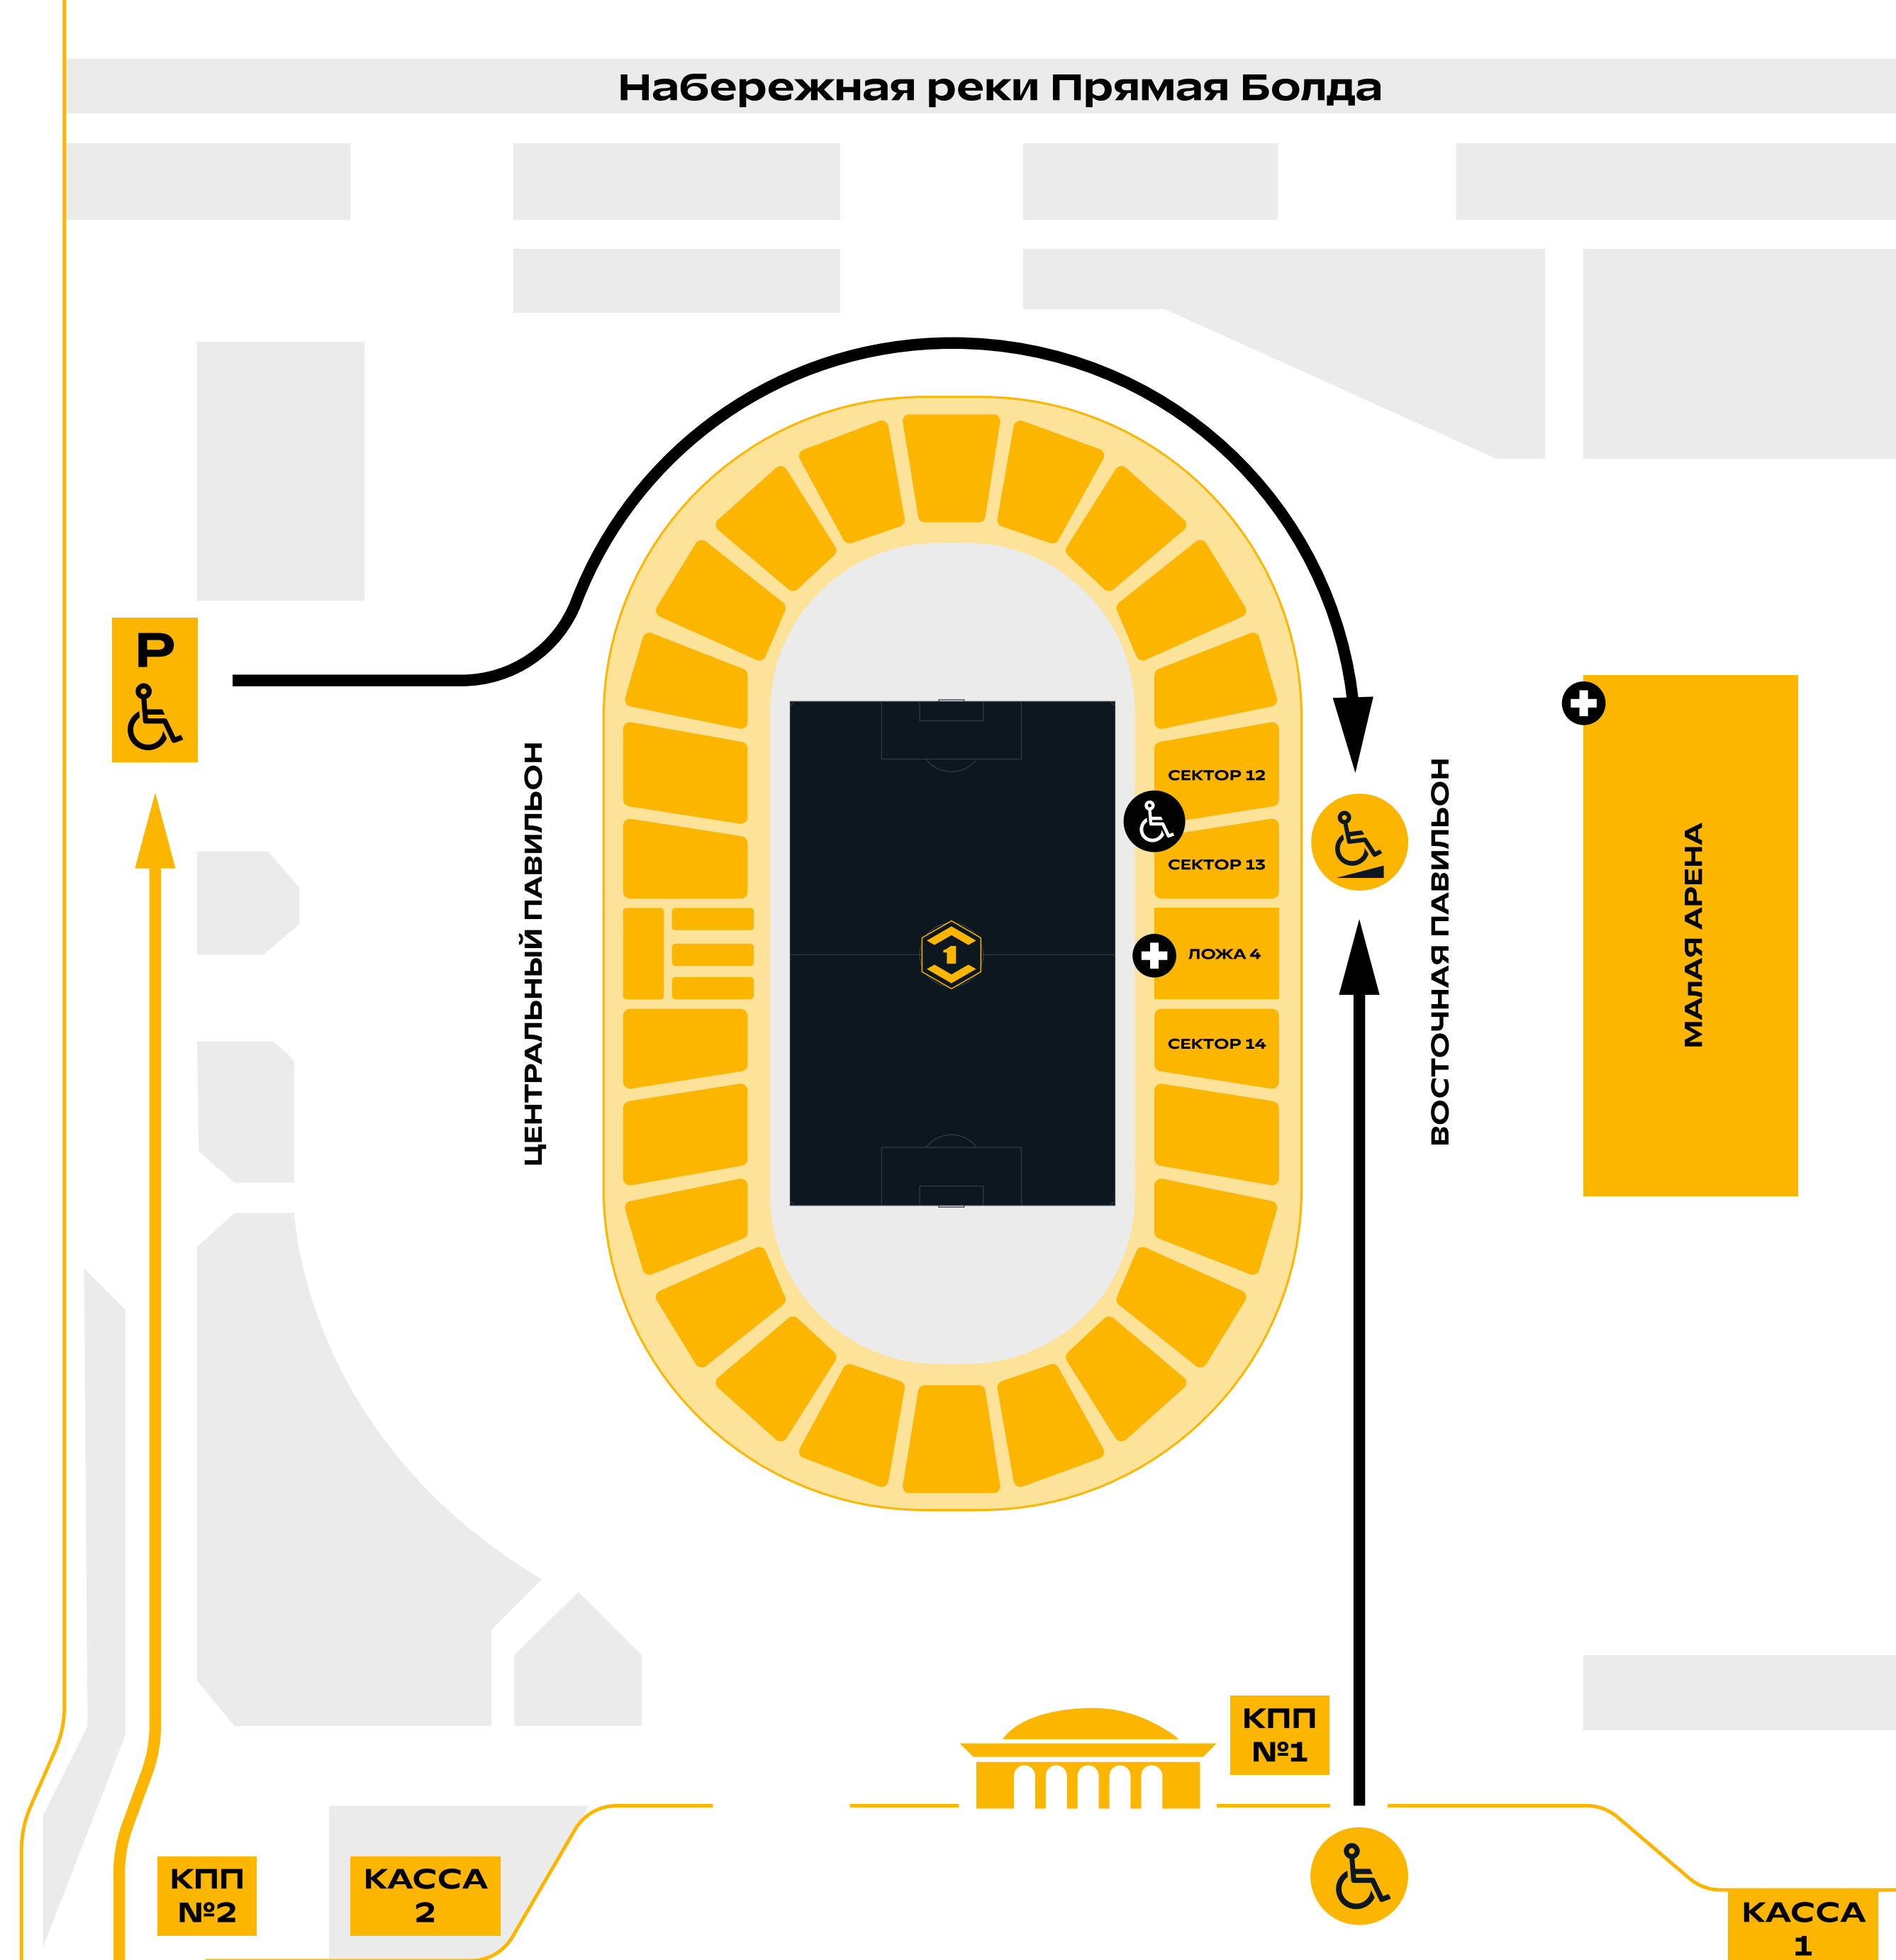 Набережная реки Прямая Болда
P
ЦЕНТРАЛЬНЫЙ ПАВИЛЬОН
СЕКТОР 12
СЕКТОР 13
1
ЛОЖА 4
СЕКТОР 14
ВОСТОЧНАЯ ПАВИЛЬОН
МАЛАЯ АРЕНА
КПП
№1
КПП
№2
КАССА
2
КАССА
1